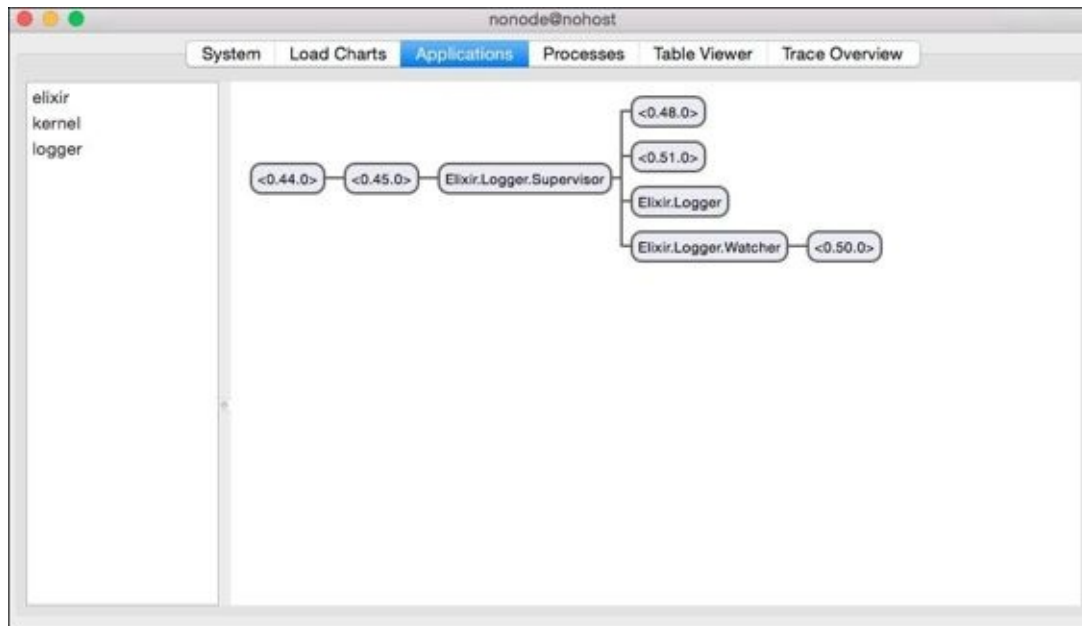 nonode@nohost
System Load Charts Applications Processes Table Viewer Trace Overview
elixir
kernel
logger
<0.44.0>
<0.45.0>
Elixir.Logger.Supervisor
<0.48.0>
<0.51.0>
Elixir.Logger
Elixir.Logger.Watcher
<0.50.0>